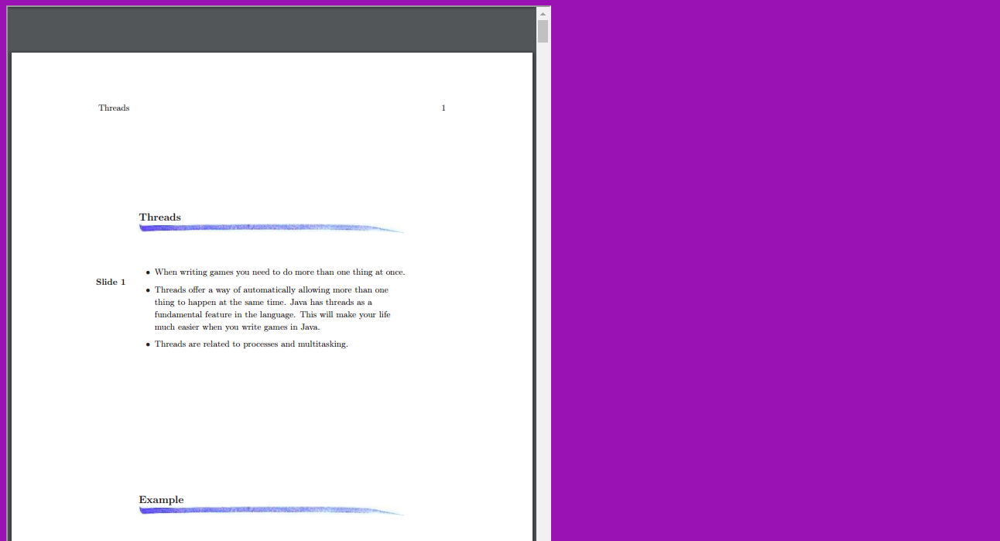 Threads 1
Threads
Slide 1
• When writing games you need to do more than one thing at once.
• Threads offer a way of automatically allowing more than one
thing to happen at the same time. Java has threads as a
fundamental feature in the language. This will make your life
much easier when you write games in Java.
• Threads are related to processes and multitasking.
Example